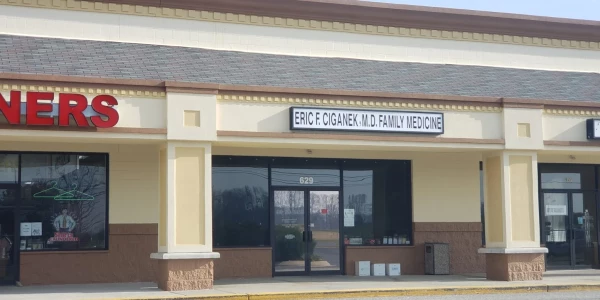 NERS
ERIC F. CIGANEK - M.D. FAMILY MEDICINE
629